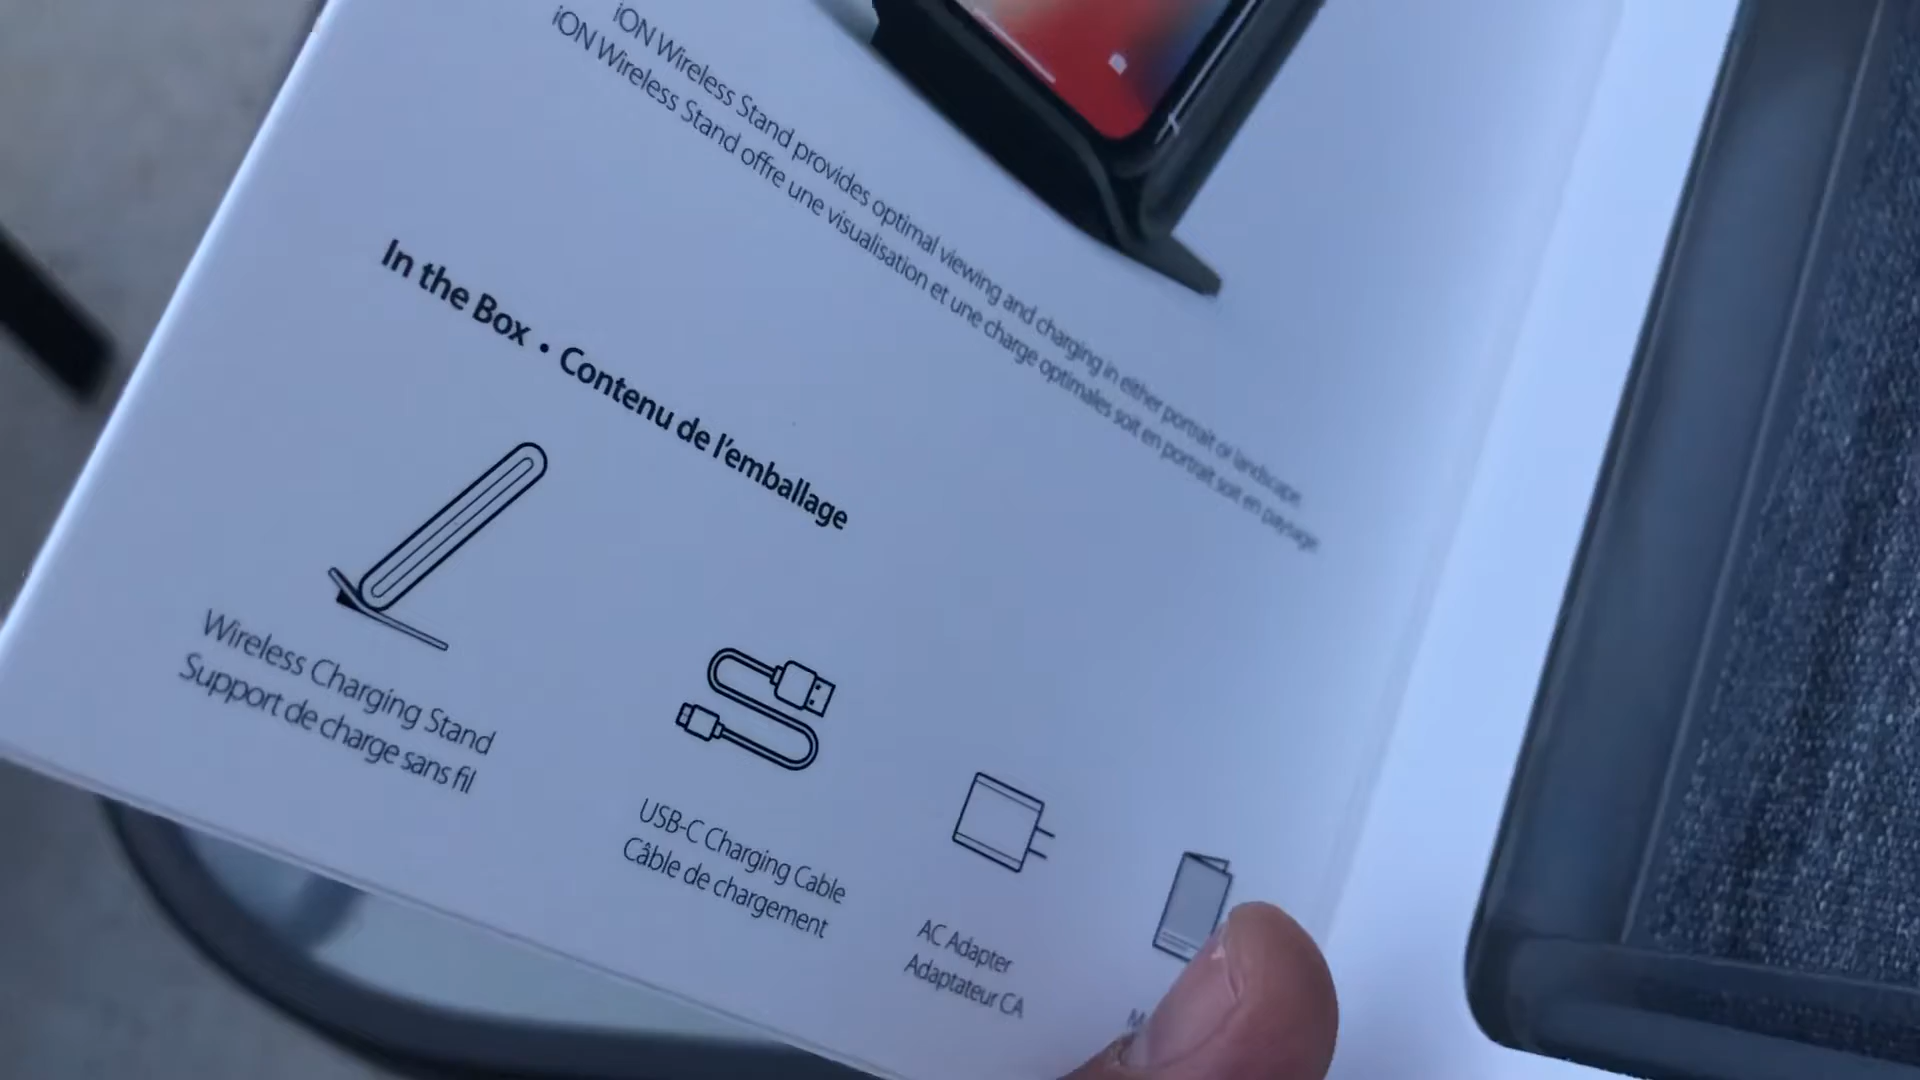 iON Wireless Stand provides optimal viewing and charging in either portrait or landscape.
iON Wireless Stand offre une visualisation et une charge optimales soit en portrait soit en paysage.
In the Box • Contenu de l'emballage
Wireless Charging Stand
Support de charge sans fil
USB-C Charging Cable
Câble de chargement
AC Adapter
Adaptateur CA